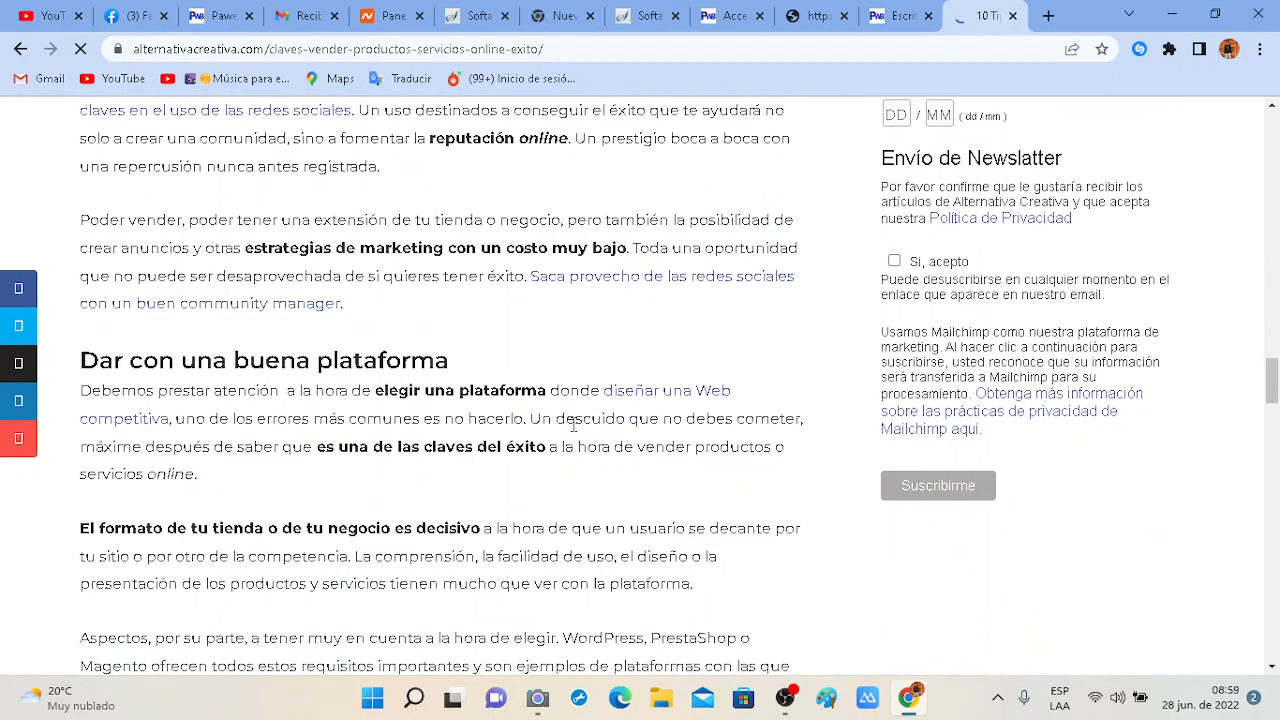 YouT
(3) F
Pawe
Recib
Pane
Softa
Nuev
Softa
Acce
https
Escrit
10 Ti
alternativacreativa.com/claves-vender-productos-servicios-online-exito/
Gmail
YouTube
Música para e...
Maps
Traducir
(99+) Inicio de sesió...
claves en el uso de las redes sociales. Un uso destinados a conseguir el éxito que te ayudará no
solo a crear una comunidad, sino a fomentar la reputación online. Un prestigio boca a boca con
una repercusión nunca antes registrada.
Poder vender, poder tener una extensión de tu tienda o negocio, pero también la posibilidad de
crear anuncios y otras estrategias de marketing con un costo muy bajo. Toda una oportunidad
que no puede ser desaprovechada de si quieres tener éxito. Saca provecho de las redes sociales
con un buen community manager.
Dar con una buena plataforma
Debemos prestar atención a la hora de elegir una plataforma donde diseñar una Web
competitiva, uno de los errores más comunes es no hacerlo. Un descuido que no debes cometer,
máxime después de saber que es una de las claves del éxito a la hora de vender productos o
servicios online.
El formato de tu tienda o de tu negocio es decisivo a la hora de que un usuario se decante por
tu sitio o por otro de la competencia. La comprensión, la facilidad de uso, el diseño o la
presentación de los productos y servicios tienen mucho que ver con la plataforma.
Aspectos, por su parte, a tener muy en cuenta a la hora de elegir. WordPress, PrestaShop o
Magento ofrecen todos estos requisitos importantes y son ejemplos de plataformas con las que
DD / MM ( dd / mm )
Envío de Newslatter
Por favor confirme que le gustaría recibir los
artículos de Alternativa Creativa y que acepta
nuestra Política de Privacidad
Si, acepto
Puede desuscribirse en cualquier momento en el
enlace que aparece en nuestro email.
Usamos Mailchimp como nuestra plataforma de
marketing. Al hacer clic a continuación para
suscribirse, usted reconoce que su información
será transferida a Mailchimp para su
procesamiento. Obtenga más información
sobre las prácticas de privacidad de
Mailchimp aquí.
Suscribirme
20°C
Muy nublado
ESP
LAA
08:59
28 jun. de 2022
2